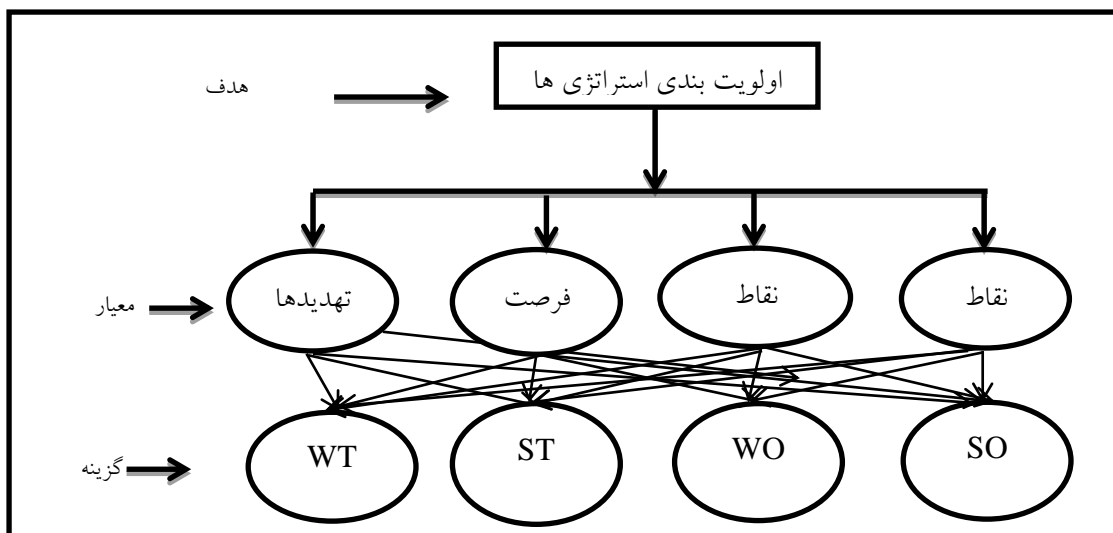 اولویت بندی استراتژی ها
هدف
نقاط
نقاط
فرصت
تهدیدها
معیار
SO
WO
ST
WT
گزینه